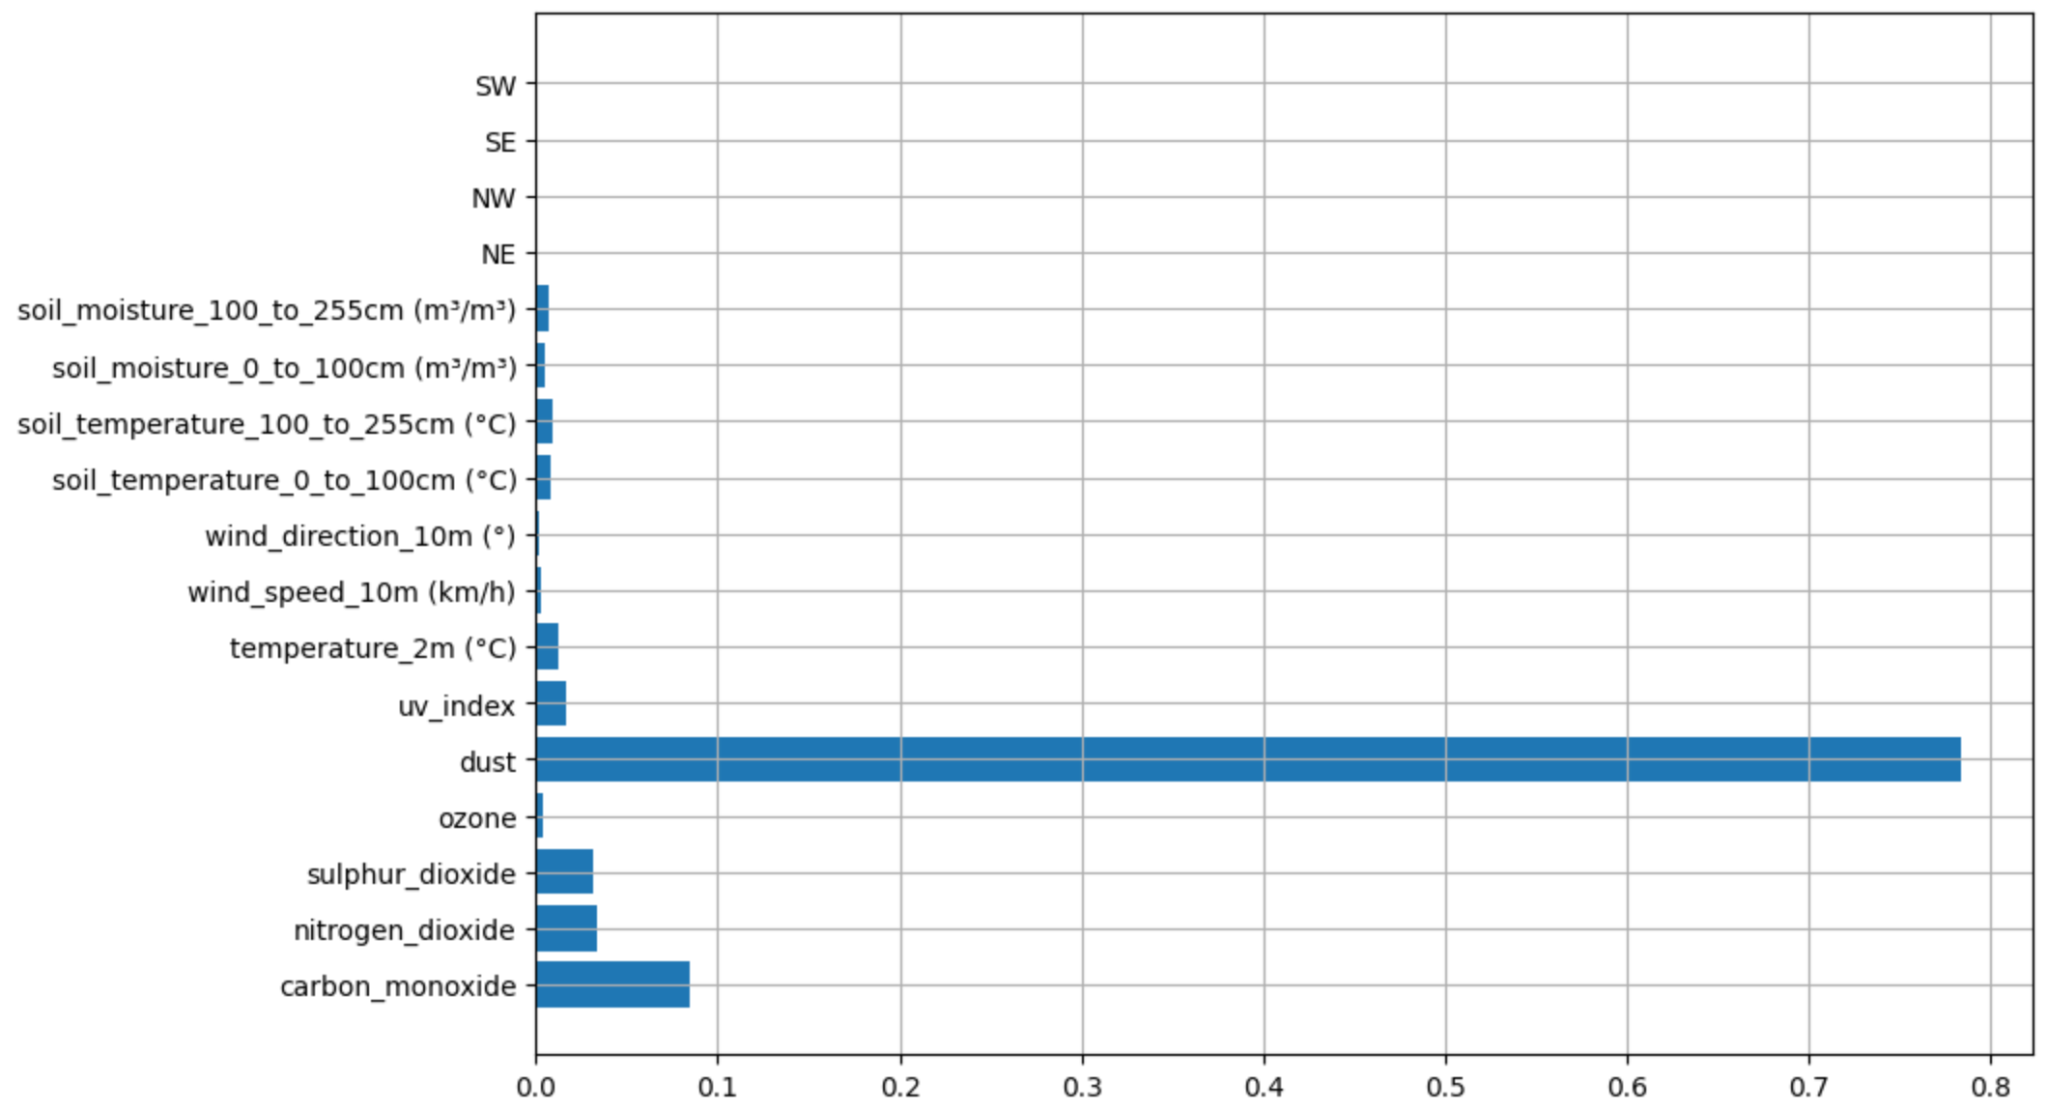 SW
SE
NW
NE
soil_moisture_100_to_255cm (m³/m³)
soil_moisture_0_to_100cm (m³/m³)
soil_temperature_100_to_255cm (°C)
soil_temperature_0_to_100cm (°C)
wind_direction_10m (°)
wind_speed_10m (km/h)
temperature_2m (°C)
uv_index
dust
ozone
sulphur_dioxide
nitrogen_dioxide
carbon_monoxide
0.0 0.1 0.2 0.3 0.4 0.5 0.6 0.7 0.8